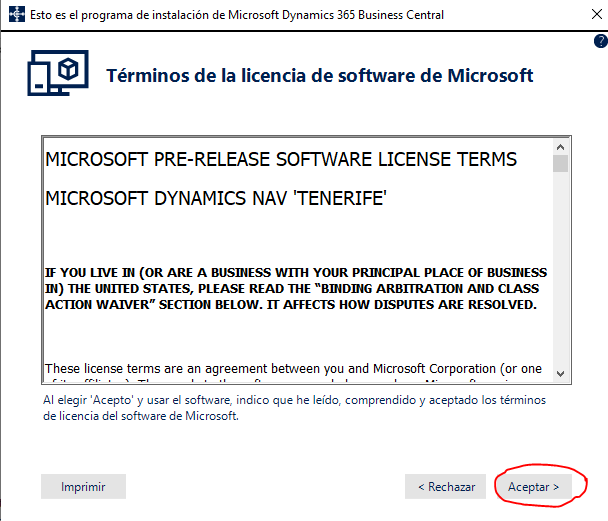 Esto es el programa de instalación de Microsoft Dynamics 365 Business Central
?
Términos de la licencia de software de Microsoft
MICROSOFT PRE-RELEASE SOFTWARE LICENSE TERMS
MICROSOFT DYNAMICS NAV 'TENERIFE'
IF YOU LIVE IN (OR ARE A BUSINESS WITH YOUR PRINCIPAL PLACE OF BUSINESS
IN) THE UNITED STATES, PLEASE READ THE “BINDING ARBITRATION AND CLASS
ACTION WAIVER” SECTION BELOW. IT AFFECTS HOW DISPUTES ARE RESOLVED.
These license terms are an agreement between you and Microsoft Corporation (or one
Al elegir 'Acepto' y usar el software, indico que he leído, comprendido y aceptado los términos
de licencia del software de Microsoft.
Imprimir
< Rechazar
Aceptar >